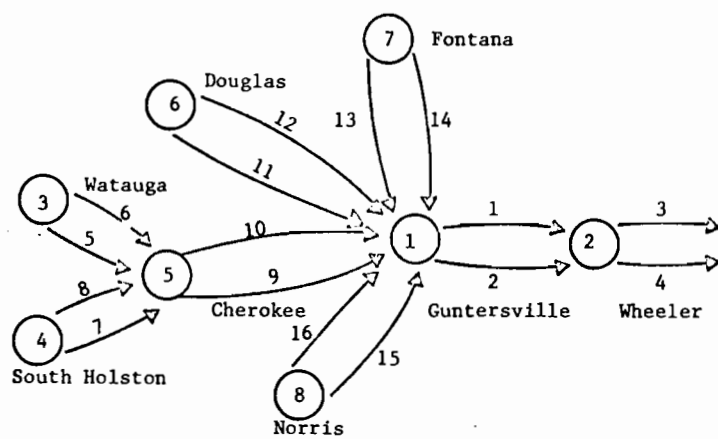 7 Fontana
Douglas
6
12
13
14
11
3 Watauga
6
5
10
1
1
3
2
8
5
9
2
4
Cherokee
Guntersville
Wheeler
4
7
16
15
South Holston
8
Norris